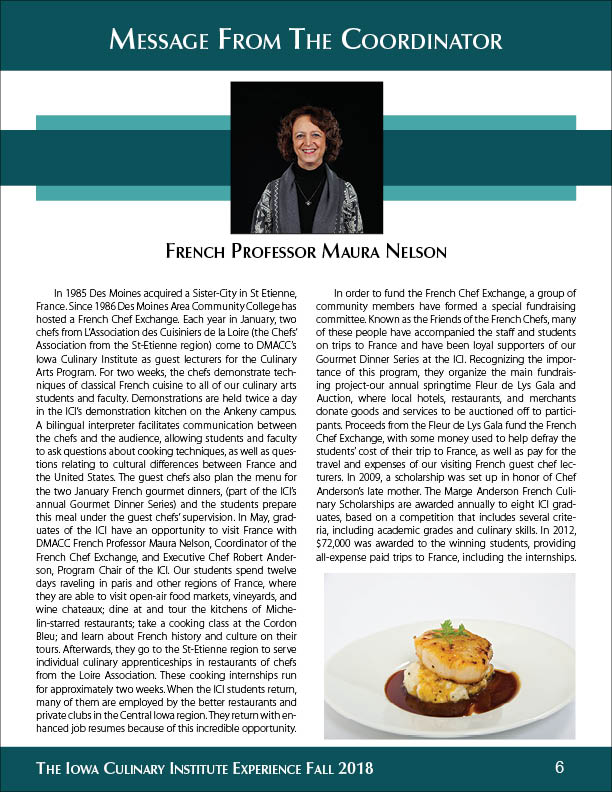 Message From The Coordinator
French Professor Maura Nelson
In 1985 Des Moines acquired a Sister-City in St Etienne,
France. Since 1986 Des Moines Area Community College has
hosted a French Chef Exchange. Each year in January, two
chefs from L'Association des Cuisiniers de la Loire (the Chefs'
Association from the St-Etienne region) come to DMACC's
Iowa Culinary Institute as guest lecturers for the Culinary
Arts Program. For two weeks, the chefs demonstrate tech-
niques of classical French cuisine to all of our culinary arts
students and faculty. Demonstrations are held twice a day
in the ICI's demonstration kitchen on the Ankeny campus.
A bilingual interpreter facilitates communication between
the chefs and the audience, allowing students and faculty
to ask questions about cooking techniques, as well as ques-
tions relating to cultural differences between France and
the United States. The guest chefs also plan the menu for
the two January French gourmet dinners, (part of the ICI's
annual Gourmet Dinner Series) and the students prepare
this meal under the guest chefs' supervision. In May, grad-
uates of the ICI have an opportunity to visit France with
DMACC French Professor Maura Nelson, Coordinator of the
French Chef Exchange, and Executive Chef Robert Ander-
son, Program Chair of the ICI. Our students spend twelve
days raveling in paris and other regions of France, where
they are able to visit open-air food markets, vineyards, and
wine chateaux; dine at and tour the kitchens of Miche-
lin-starred restaurants; take a cooking class at the Cordon
Bleu; and learn about French history and culture on their
tours. Afterwards, they go to the St-Etienne region to serve
individual culinary apprenticeships in restaurants of chefs
from the Loire Association. These cooking internships run
for approximately two weeks. When the ICI students return,
many of them are employed by the better restaurants and
private clubs in the Central Iowa region. They return with en-
hanced job resumes because of this incredible opportunity.
In order to fund the French Chef Exchange, a group of
community members have formed a special fundraising
committee. Known as the Friends of the French Chefs, many
of these people have accompanied the staff and students
on trips to France and have been loyal supporters of our
Gourmet Dinner Series at the ICI. Recognizing the impor-
tance of this program, they organize the main fundrais-
ing project-our annual springtime Fleur de Lys Gala and
Auction, where local hotels, restaurants, and merchants
donate goods and services to be auctioned off to partici-
pants. Proceeds from the Fleur de Lys Gala fund the French
Chef Exchange, with some money used to help defray the
students' cost of their trip to France, as well as pay for the
travel and expenses of our visiting French guest chef lec-
turers. In 2009, a scholarship was set up in honor of Chef
Anderson's late mother. The Marge Anderson French Culi-
nary Scholarships are awarded annually to eight ICI grad-
uates, based on a competition that includes several crite-
ria, including academic grades and culinary skills. In 2012,
$72,000 was awarded to the winning students, providing
all-expense paid trips to France, including the internships.
The Iowa Culinary Institute Experience Fall 2018
6